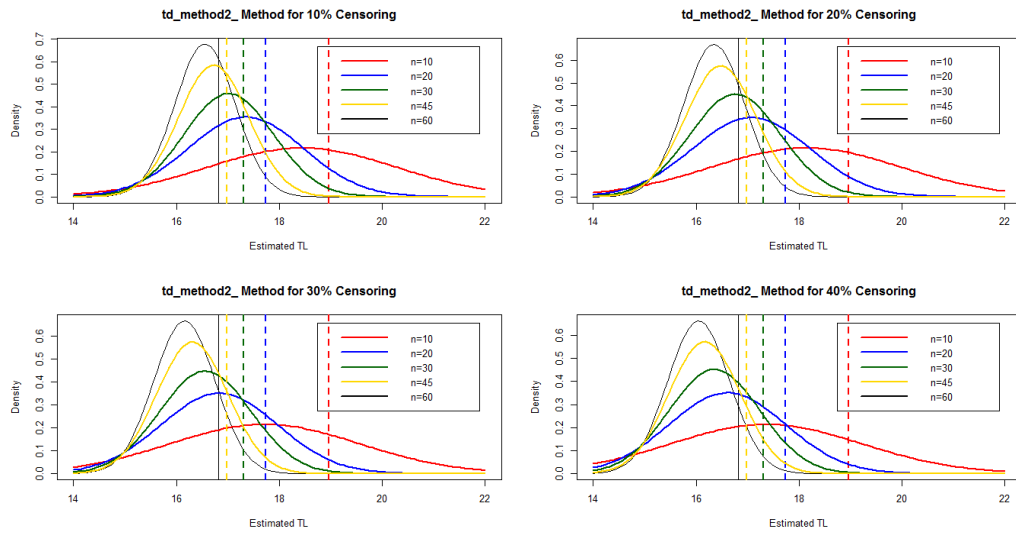 td_method2_ Method for 10% Censoring
Density
0.0 0.1 0.2 0.3 0.4 0.5 0.6 0.7
n=10
n=20
n=30
n=45
n=60
14 16 18 20 22
Estimated TL
td_method2_ Method for 20% Censoring
Density
0.0 0.1 0.2 0.3 0.4 0.5 0.6
n=10
n=20
n=30
n=45
n=60
14 16 18 20 22
Estimated TL
td_method2_ Method for 30% Censoring
Density
0.0 0.1 0.2 0.3 0.4 0.5 0.6
n=10
n=20
n=30
n=45
n=60
14 16 18 20 22
Estimated TL
td_method2_ Method for 40% Censoring
Density
0.0 0.1 0.2 0.3 0.4 0.5 0.6
n=10
n=20
n=30
n=45
n=60
14 16 18 20 22
Estimated TL